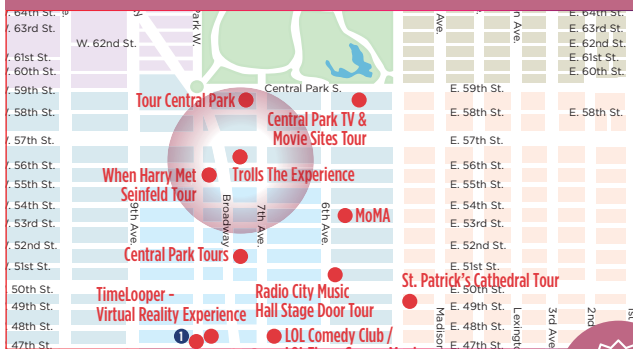 W. 62nd St.
Central Park S.
Tour Central Park
Central Park TV &
Movie Sites Tour
When Harry Met
Seinfeld Tour
Trolls The Experience
MoMA
Central Park Tours
TimeLooper –
Virtual Reality Experience
Radio City Music
Hall Stage Door Tour
St. Patrick's Cathedral Tour
1
LOL Comedy Club /
9th Ave.
Broadway
7th Ave.
6th Ave.
Ave.
Madison
Lexing
3rd Ave
2nd
64th St.
63rd St.
61st St.
60th St.
59th St.
58th St.
57th St.
56th St.
55th St.
54th St.
53rd St.
52nd St.
51st St.
50th St.
49th St.
48th St.
47th St.
E. 64th St.
E. 63rd St.
E. 62nd St.
E. 61st St.
E. 60th St.
E. 59th St.
E. 58th St.
E. 58th St.
E. 57th St.
E. 56th St.
E. 55th St.
E. 54th St.
E. 53rd St.
E. 52nd St.
E. 51st St.
E. 50th St.
E. 49th St.
E. 48th St.
E. 47th St.